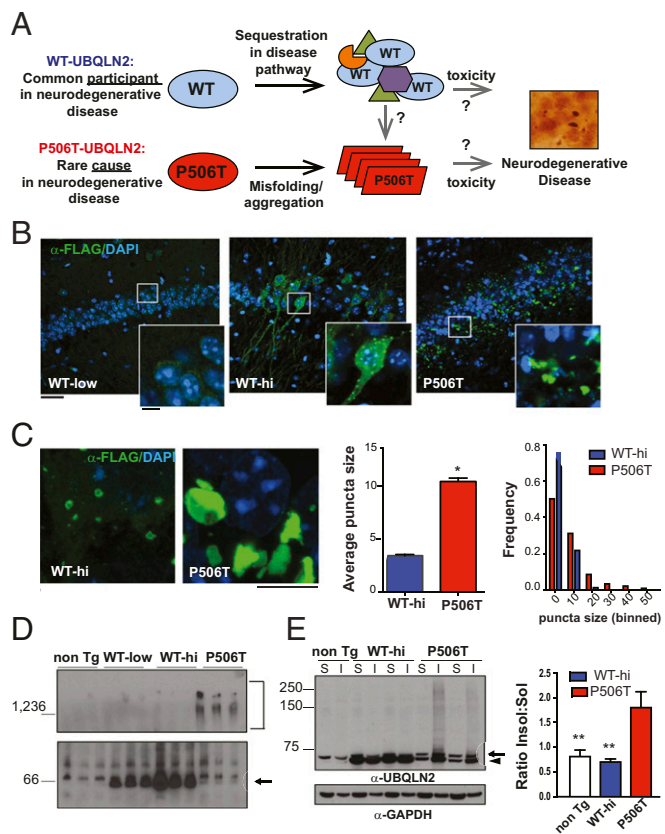 A
WT-UBQLN2:
Common participant
in neurodegenerative
disease
WT
Sequestration
in disease
pathway
WT
WT
WT
toxicity
?
?
P506T-UBQLN2:
Rare cause
in neurodegenerative
disease
P506T
Misfolding/
aggregation
P506T
?
toxicity
Neurodegenerative
Disease
B
α-FLAG/DAPI
WT-low
WT-hi
P506T
C
α-FLAG/DAPI
WT-hi
P506T
Average puncta size
15
10
5
0
*
WT-hi
P506T
Frequency
0.8
0.6
0.4
0.2
0.0
WT-hi
P506T
0 10 20 30 40 50
puncta size (binned)
D
non Tg WT-low WT-hi P506T
1,236
66
E
non Tg WT-hi P506T
S I S I S I S I S I
250
150
75
α-UBQLN2
α-GAPDH
WT-hi
P506T
Ratio Insol:Sol
2.5
2.0
1.5
1.0
0.5
0.0
**
**
non Tg
WT-hi
P506T